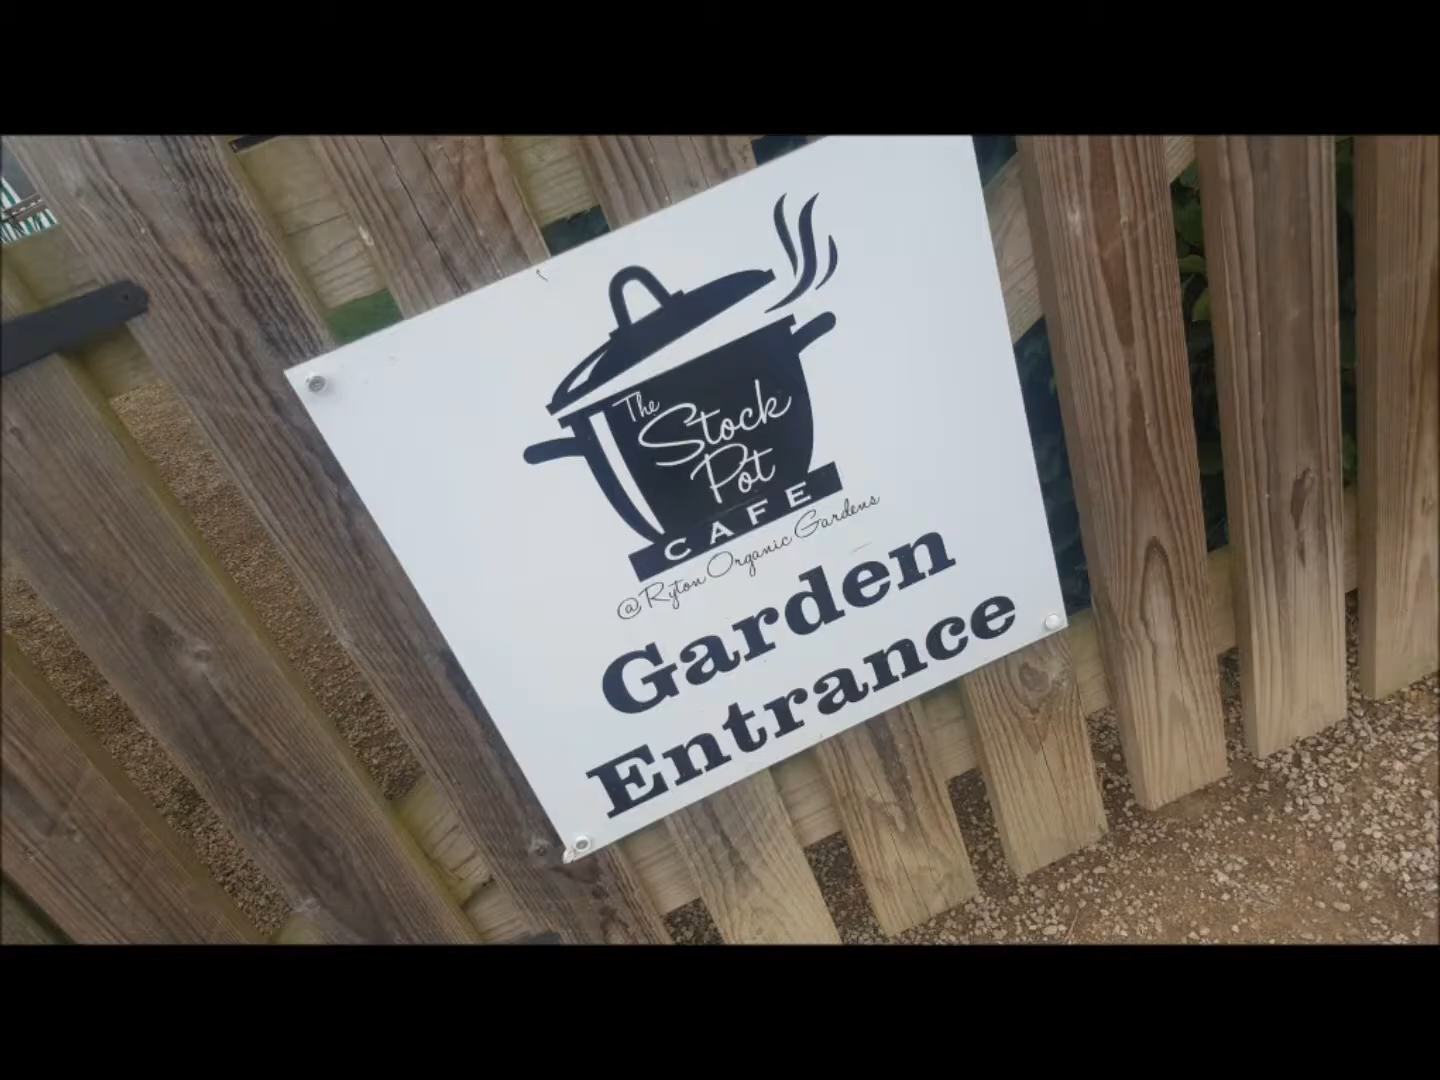 The
Stock
Pot
CAFE
@ Ryton Organic Gardens
Garden
Entrance